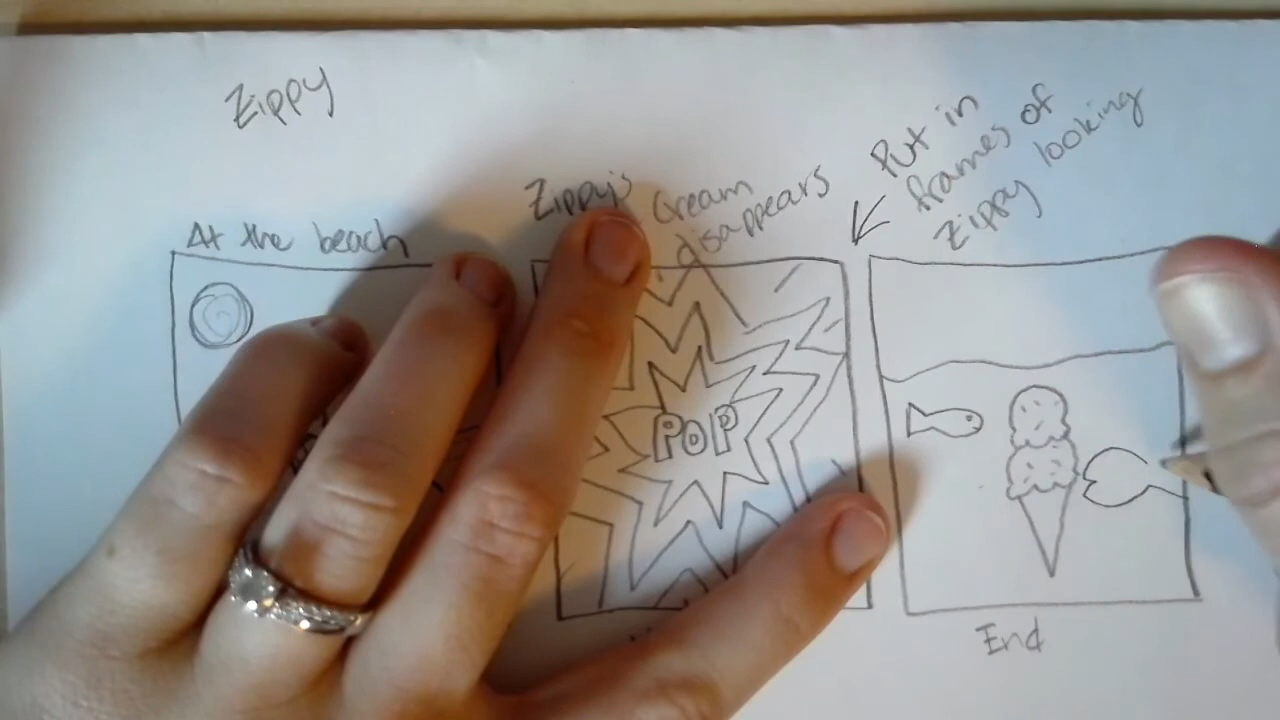 Zippy
At the beach
Zippy's
Cream
disappears
Put in
frames of
Zippy looking
POP
End